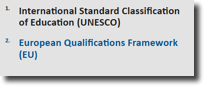 1. International Standard Classification
of Education (UNESCO)
2. European Qualifications Framework
(EU)